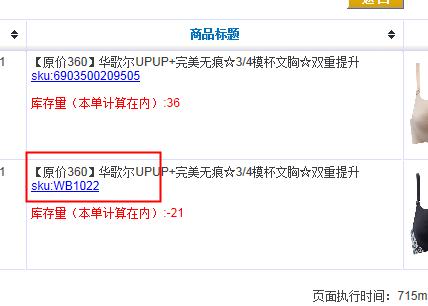 返回
商品标题
1
【原价360】华歌尔UPUP+完美无痕☆3/4模杯文胸☆双重提升
sku:6903500209505
库存量（本单计算在内）:36
1
【原价360】华歌尔UPUP+完美无痕☆3/4模杯文胸☆双重提升
sku:WB1022
库存量（本单计算在内）:-21
页面执行时间：715m